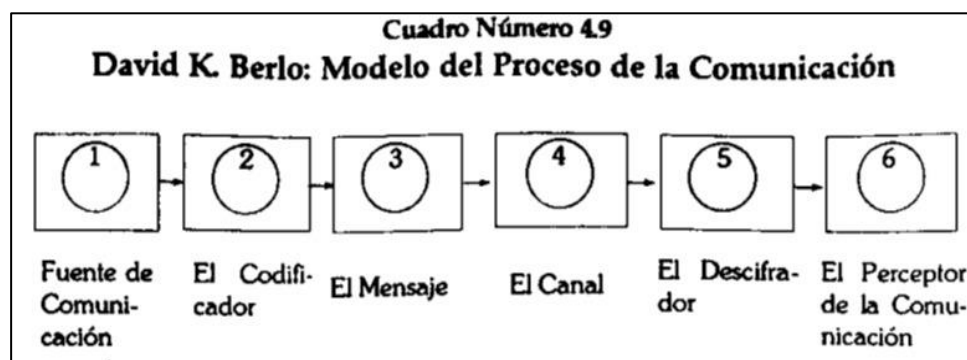 Cuadro Número 4.9
David K. Berlo: Modelo del Proceso de la Comunicación
1
2
3
4
5
6
Fuente de
Comuni-
cación
El Codifi-
cador
El Mensaje
El Canal
El Descifra-
dor
El Perceptor
de la Comu-
nicación